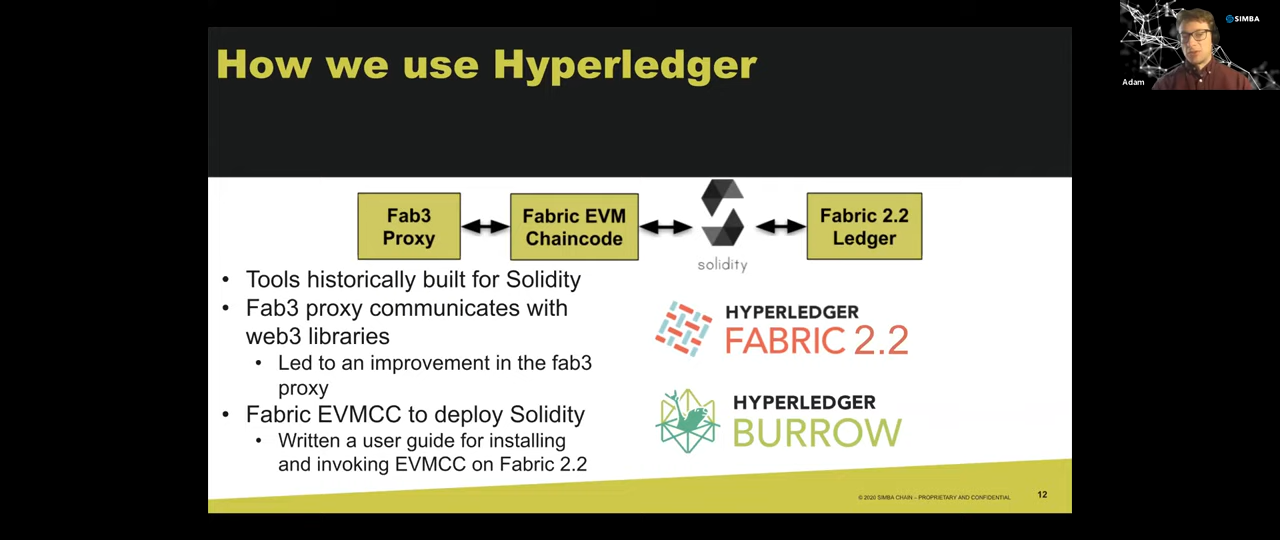 SIMBA
Adam
How we use Hyperledger
Fab3
Proxy
Fabric EVM
Chaincode
solidity
Fabric 2.2
Ledger
• Tools historically built for Solidity
• Fab3 proxy communicates with
web3 libraries
• Led to an improvement in the fab3
proxy
• Fabric EVMCC to deploy Solidity
• Written a user guide for installing
and invoking EVMCC on Fabric 2.2
HYPERLEDGER
FABRIC 2.2
HYPERLEDGER
BURROW
© 2020 SIMBA CHAIN – PROPRIETARY AND CONFIDENTIAL
12